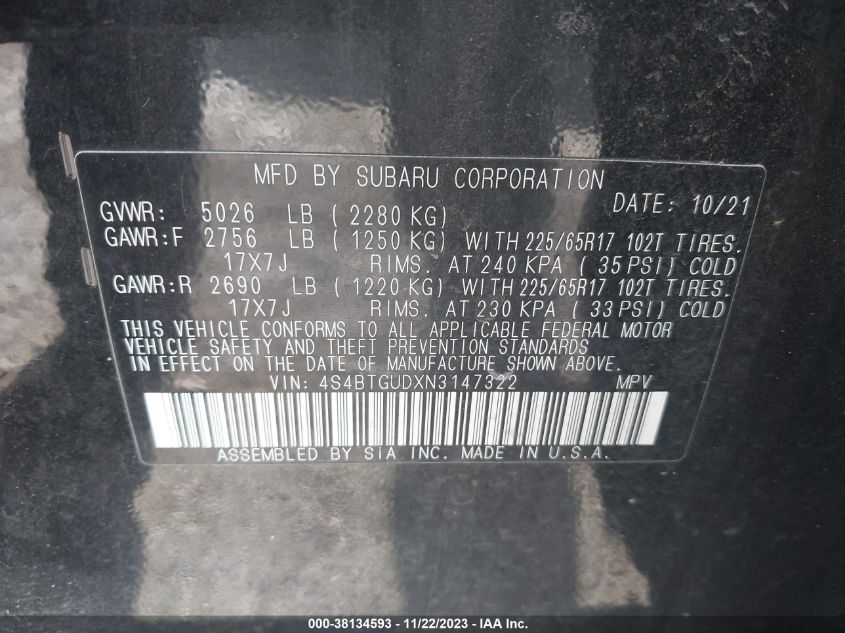 MFD BY SUBARU CORPORATION
DATE: 10/21
GVWR: 5026 LB ( 2280 KG)
GAWR:F 2756 LB ( 1250 KG) WITH 225/65R17 102T TIRES.
17X7J RIMS. AT 240 KPA ( 35 PSI) COLD
GAWR:R 2690 LB ( 1220 KG) WITH 225/65R17 102T TIRES.
17X7J RIMS. AT 230 KPA ( 33 PSI) COLD
THIS VEHICLE CONFORMS TO ALL APPLICABLE FEDERAL MOTOR
VEHICLE SAFETY AND THEFT PREVENTION STANDARDS
IN EFFECT ON THE DATE OF MANUFACTURE SHOWN ABOVE.
VIN: 4S4BTGUDXN3147322 MPV
ASSEMBLED BY SIA INC. MADE IN U.S.A.
000-38134593 - 11/22/2023 - IAA Inc.